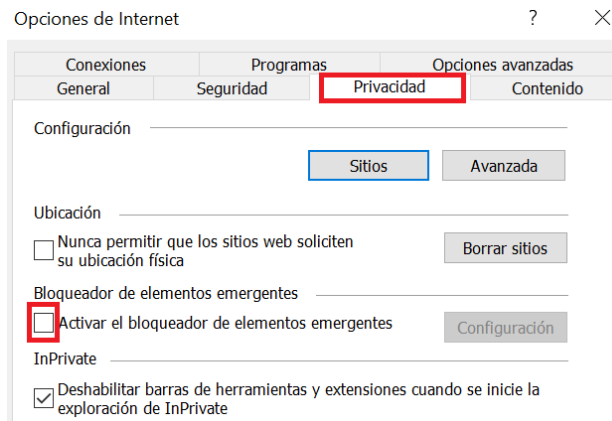 Opciones de Internet ?
Conexiones Programas Opciones avanzadas
General Seguridad Privacidad Contenido
Configuración
Sitios Avanzada
Ubicación
Nunca permitir que los sitios web soliciten
su ubicación física
Borrar sitios
Bloqueador de elementos emergentes
Activar el bloqueador de elementos emergentes Configuración
InPrivate
Deshabilitar barras de herramientas y extensiones cuando se inicie la
exploración de InPrivate